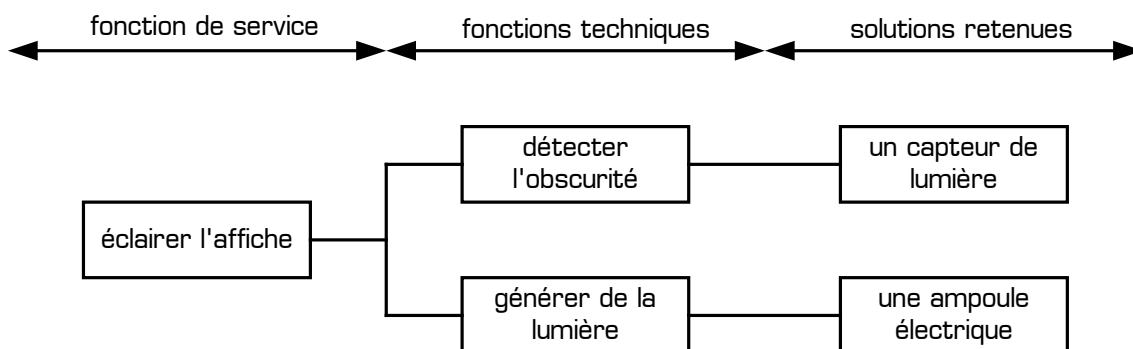 fonction de service
fonctions techniques
solutions retenues
détecter
l'obscurité
un capteur de
lumière
éclairer l'affiche
générer de la
lumière
une ampoule
électrique